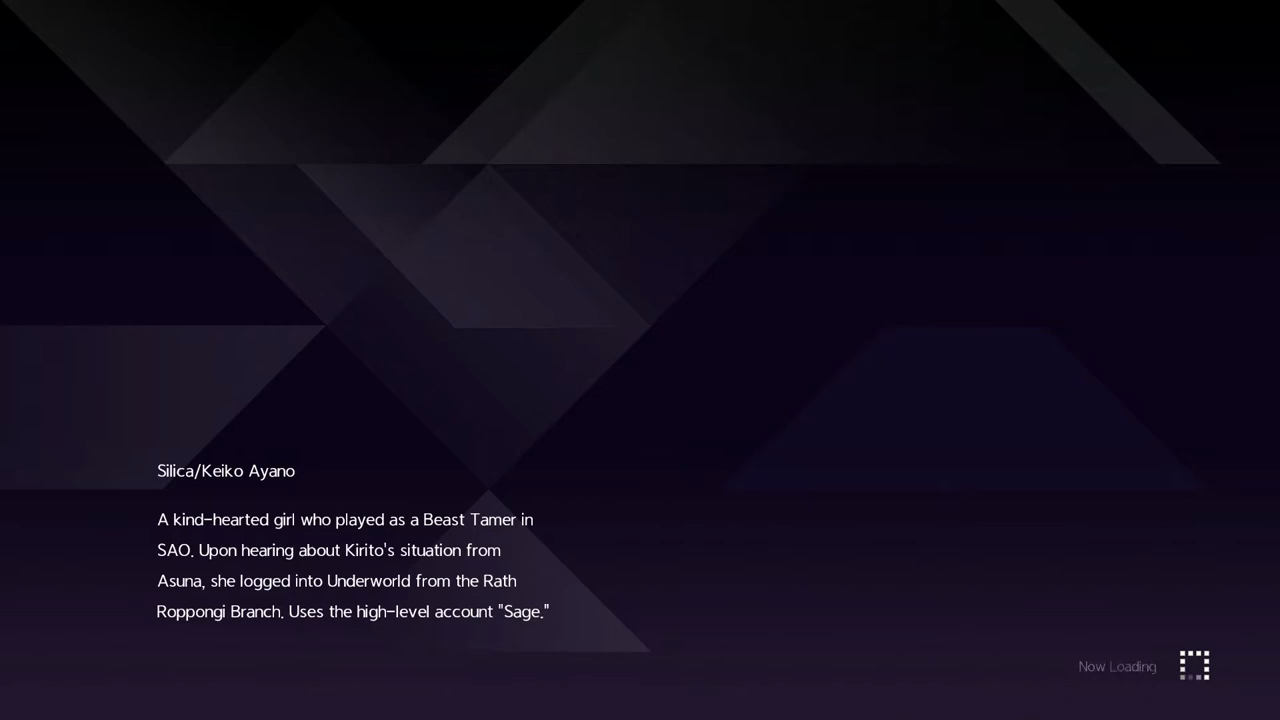 Silica/Keiko Ayano
A kind-hearted girl who played as a Beast Tamer in
SAO. Upon hearing about Kirito's situation from
Asuna, she logged into Underworld from the Rath
Roppongi Branch. Uses the high-level account "Sage."
Now Loading